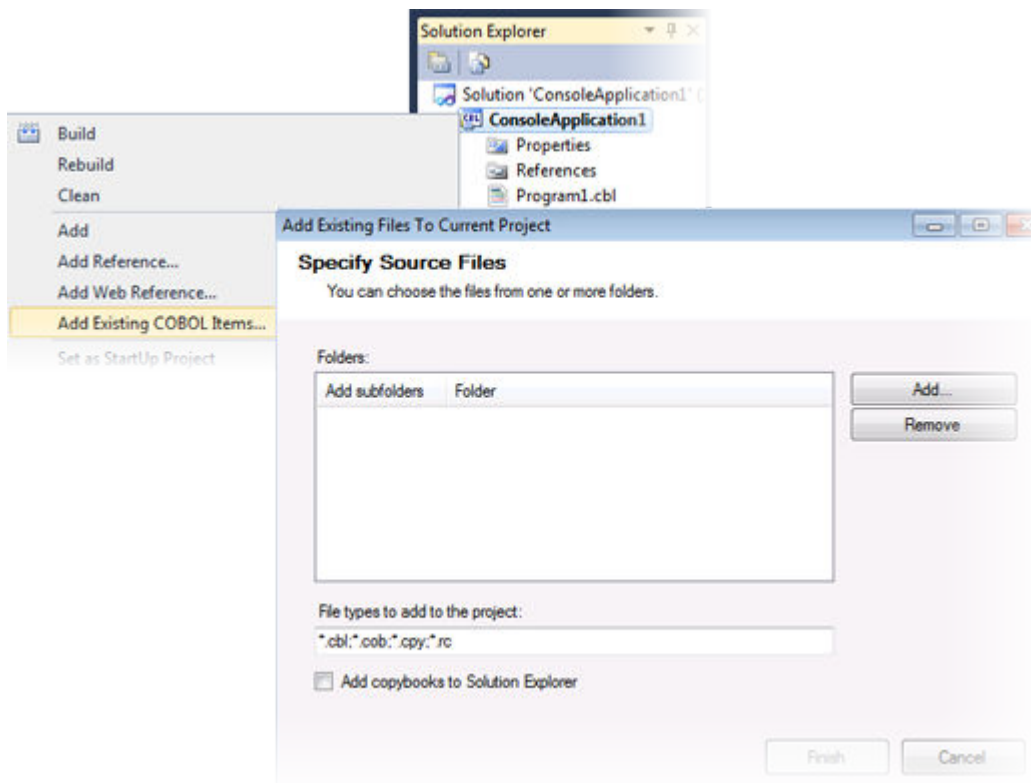 Solution Explorer
Solution 'ConsoleApplication1' (
ConsoleApplication1
Properties
References
Program1.cbl
Build
Rebuild
Clean
Add
Add Reference...
Add Web Reference...
Add Existing COBOL Items...
Set as StartUp Project
Add Existing Files To Current Project
Specify Source Files
You can choose the files from one or more folders.
Folders:
Add subfolders Folder
Add...
Remove
File types to add to the project:
*.cbl;*.cob;*.cpy;*.rc
Add copybooks to Solution Explorer
Finish Cancel